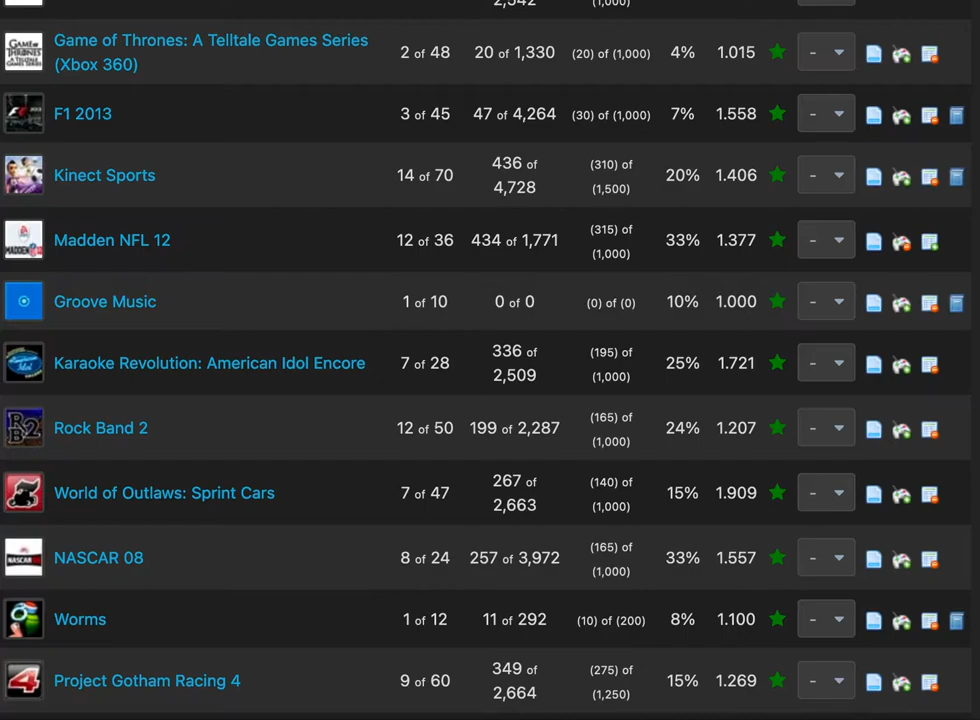 2,542 (1,000)
Game of Thrones: A Telltale Games Series (Xbox 360) 2 of 48 20 of 1,330 (20) of (1,000) 4% 1.015 -
F1 2013 3 of 45 47 of 4,264 (30) of (1,000) 7% 1.558 -
Kinect Sports 14 of 70 436 of 4,728 (310) of (1,500) 20% 1.406 -
Madden NFL 12 12 of 36 434 of 1,771 (315) of (1,000) 33% 1.377 -
Groove Music 1 of 10 0 of 0 (0) of (0) 10% 1.000 -
Karaoke Revolution: American Idol Encore 7 of 28 336 of 2,509 (195) of (1,000) 25% 1.721 -
Rock Band 2 12 of 50 199 of 2,287 (165) of (1,000) 24% 1.207 -
World of Outlaws: Sprint Cars 7 of 47 267 of 2,663 (140) of (1,000) 15% 1.909 -
NASCAR 08 8 of 24 257 of 3,972 (165) of (1,000) 33% 1.557 -
Worms 1 of 12 11 of 292 (10) of (200) 8% 1.100 -
Project Gotham Racing 4 9 of 60 349 of 2,664 (275) of (1,250) 15% 1.269 -